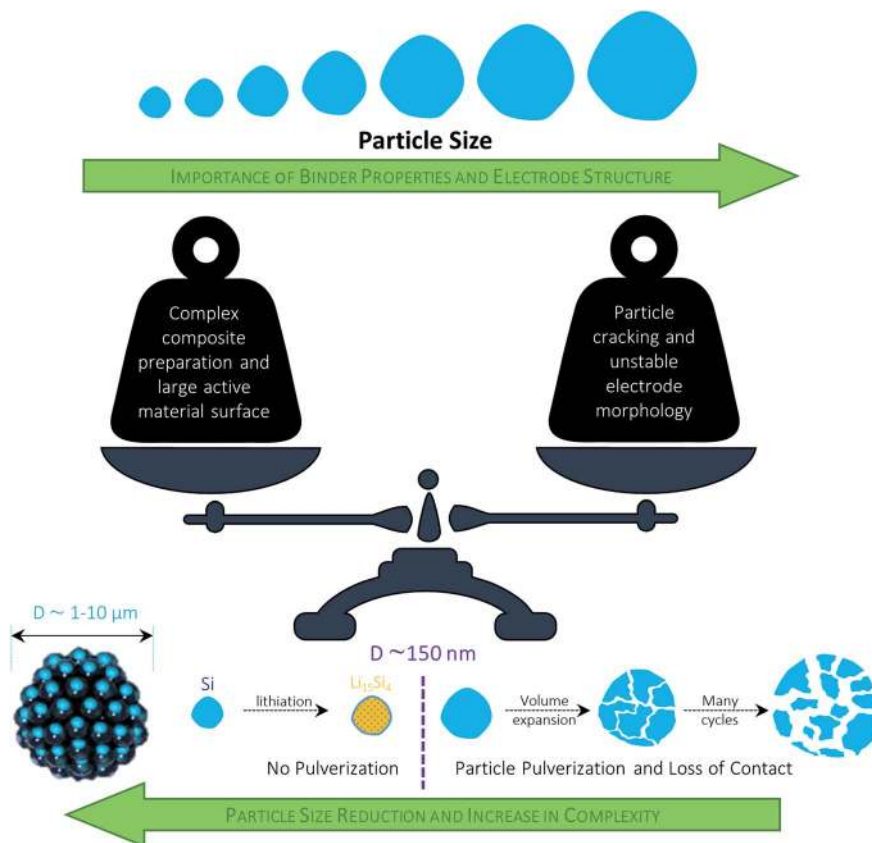 Particle Size
IMPORTANCE OF BINDER PROPERTIES AND ELECTRODE STRUCTURE
Complex
composite
preparation and
large active
material surface
Particle
cracking and
unstable
electrode
morphology
D ~ 1-10 μm
D ~150 nm
Si
lithiation
Li₁₅Si₄
Volume
expansion
Many
cycles
No Pulverization
Particle Pulverization and Loss of Contact
PARTICLE SIZE REDUCTION AND INCREASE IN COMPLEXITY